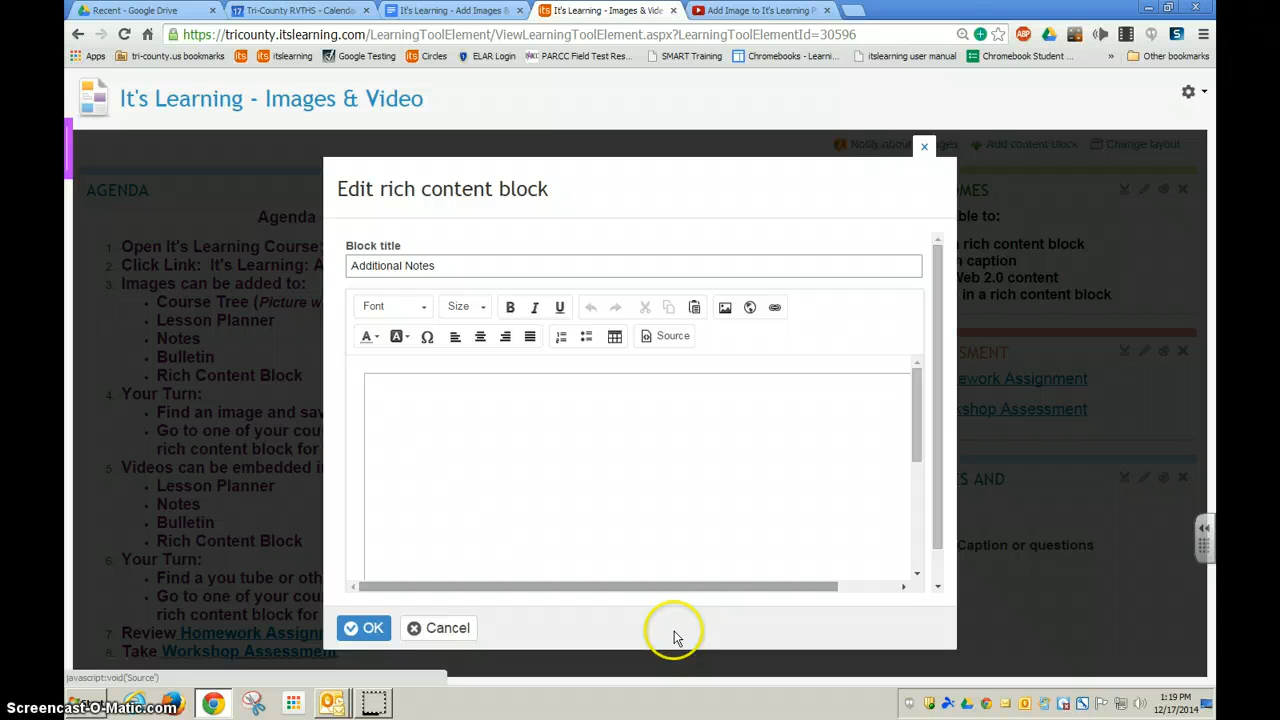 Recent - Google Drive
Tri-County RVTHS - Calenda
It's Learning - Add Images &
It's Learning - Images & Vide
Add Image to It's Learning P
https://tricounty.itslearning.com/LearningToolElement/ViewLearningToolElement.aspx?LearningToolElementId=30596
ABP
Apps tri-county.us bookmarks itslearning Google Testing Circles ELAR Login PARCC Field Test Res... SMART Training Chromebooks - Learni... itslearning user manual Chromebook Student ... » Other bookmarks
It's Learning - Images & Video
Add content block Change layout
x
AGENDA
Edit rich content block
OMES
Agenda
ble to:
1. Open It's Learning Course:
Block title
n rich content block
2. Click Link: It's Learning: A
Additional Notes
n caption
3. Images can be added to:
Web 2.0 content
• Course Tree (Picture w
in a rich content block
• Lesson Planner
Font Size B I U
• Notes
A A Ω Source
• Bulletin
SMENT
• Rich Content Block
ework Assignment
4. Your Turn:
kshop Assessment
• Find an image and sav
• Go to one of your cou
rich content block for
5. Videos can be embedded in
ES AND
• Lesson Planner
• Notes
• Bulletin
• Rich Content Block
Caption or questions
6. Your Turn:
• Find a you tube or oth
• Go to one of your cou
rich content block for
OK Cancel
7. Review Homework Assignm
8. Take Workshop Assessment
javascript:void('Source')
Screencast-O-Matic.com
1:19 PM
12/17/2014